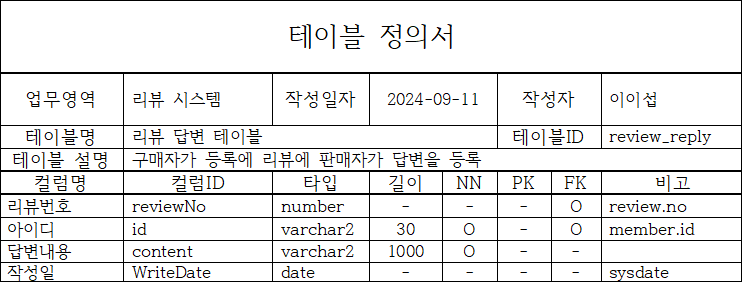 테이블 정의서
업무영역 리뷰 시스템 작성일자 2024-09-11 작성자 이이섭
테이블명 리뷰 답변 테이블 테이블ID review_reply
테이블 설명 구매자가 등록에 리뷰에 판매자가 답변을 등록
컬럼명 컬럼ID 타입 길이 NN PK FK 비고
리뷰번호 reviewNo number - - - O review.no
아이디 id varchar2 30 O - O member.id
답변내용 content varchar2 1000 O - -
작성일 WriteDate date - - - - sysdate